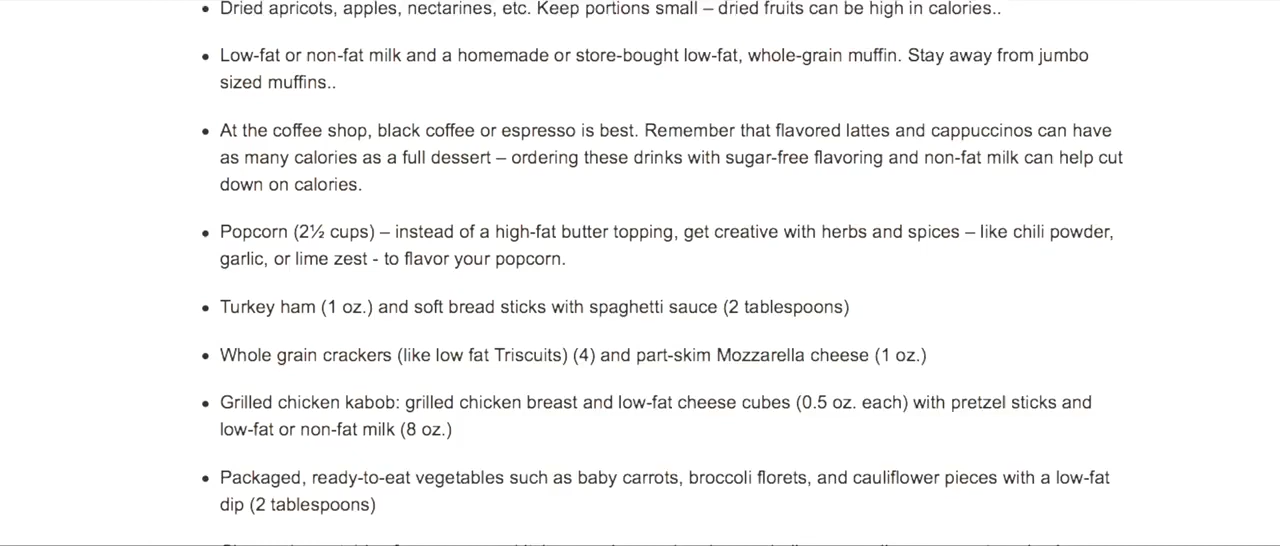 Dried apricots, apples, nectarines, etc. Keep portions small – dried fruits can be high in calories..
Low-fat or non-fat milk and a homemade or store-bought low-fat, whole-grain muffin. Stay away from jumbo
sized muffins..
At the coffee shop, black coffee or espresso is best. Remember that flavored lattes and cappuccinos can have
as many calories as a full dessert – ordering these drinks with sugar-free flavoring and non-fat milk can help cut
down on calories.
Popcorn (2½ cups) – instead of a high-fat butter topping, get creative with herbs and spices – like chili powder,
garlic, or lime zest - to flavor your popcorn.
Turkey ham (1 oz.) and soft bread sticks with spaghetti sauce (2 tablespoons)
Whole grain crackers (like low fat Triscuits) (4) and part-skim Mozzarella cheese (1 oz.)
Grilled chicken kabob: grilled chicken breast and low-fat cheese cubes (0.5 oz. each) with pretzel sticks and
low-fat or non-fat milk (8 oz.)
Packaged, ready-to-eat vegetables such as baby carrots, broccoli florets, and cauliflower pieces with a low-fat
dip (2 tablespoons)